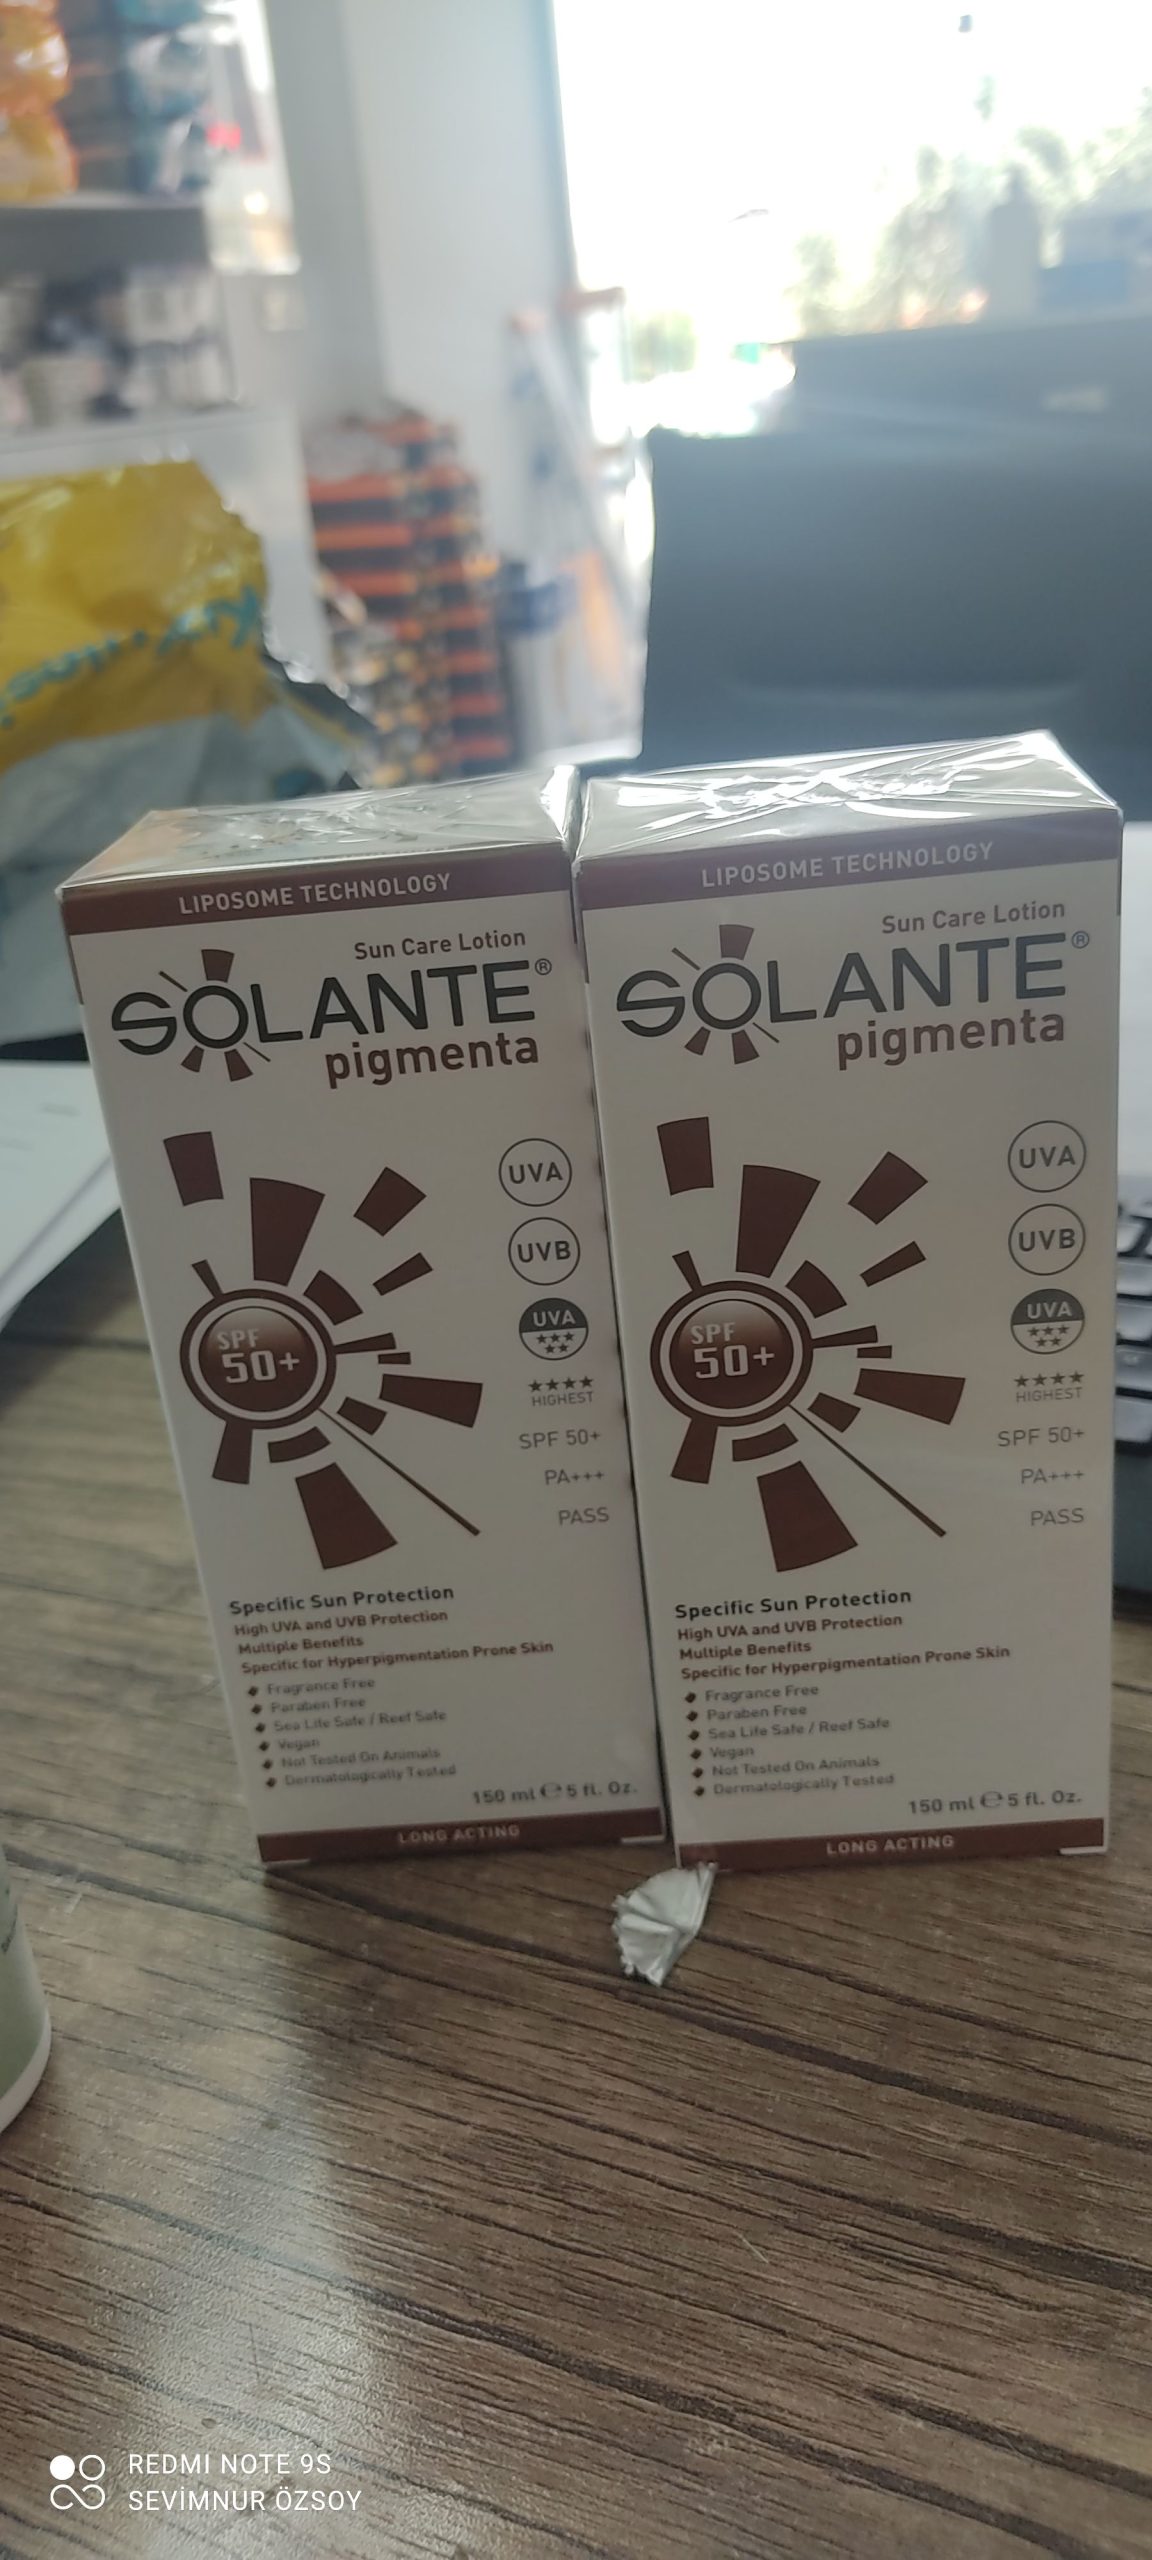 LIPOSOME TECHNOLOGY
Sun Care Lotion
SOLANTE®
pigmenta
UVA
UVB
UVA
HIGHEST
SPF 50+
PA+++
PASS
SPF
50+
Specific Sun Protection
High UVA and UVB Protection
Multiple Benefits
Specific for Hyperpigmentation Prone Skin
Fragrance Free
Paraben Free
Sea Life Safe / Reef Safe
Vegan
Not Tested On Animals
Dermatologically Tested
150 ml ℮ 5 fl. Oz.
LONG ACTING
LIPOSOME TECHNOLOGY
Sun Care Lotion
SOLANTE®
pigmenta
UVA
UVB
UVA
HIGHEST
SPF 50+
PA+++
PASS
SPF
50+
Specific Sun Protection
High UVA and UVB Protection
Multiple Benefits
Specific for Hyperpigmentation Prone Skin
Fragrance Free
Paraben Free
Sea Life Safe / Reef Safe
Vegan
Not Tested On Animals
Dermatologically Tested
150 ml ℮ 5 fl. Oz.
LONG ACTING
REDMI NOTE 9S
SEVİMNUR ÖZSOY